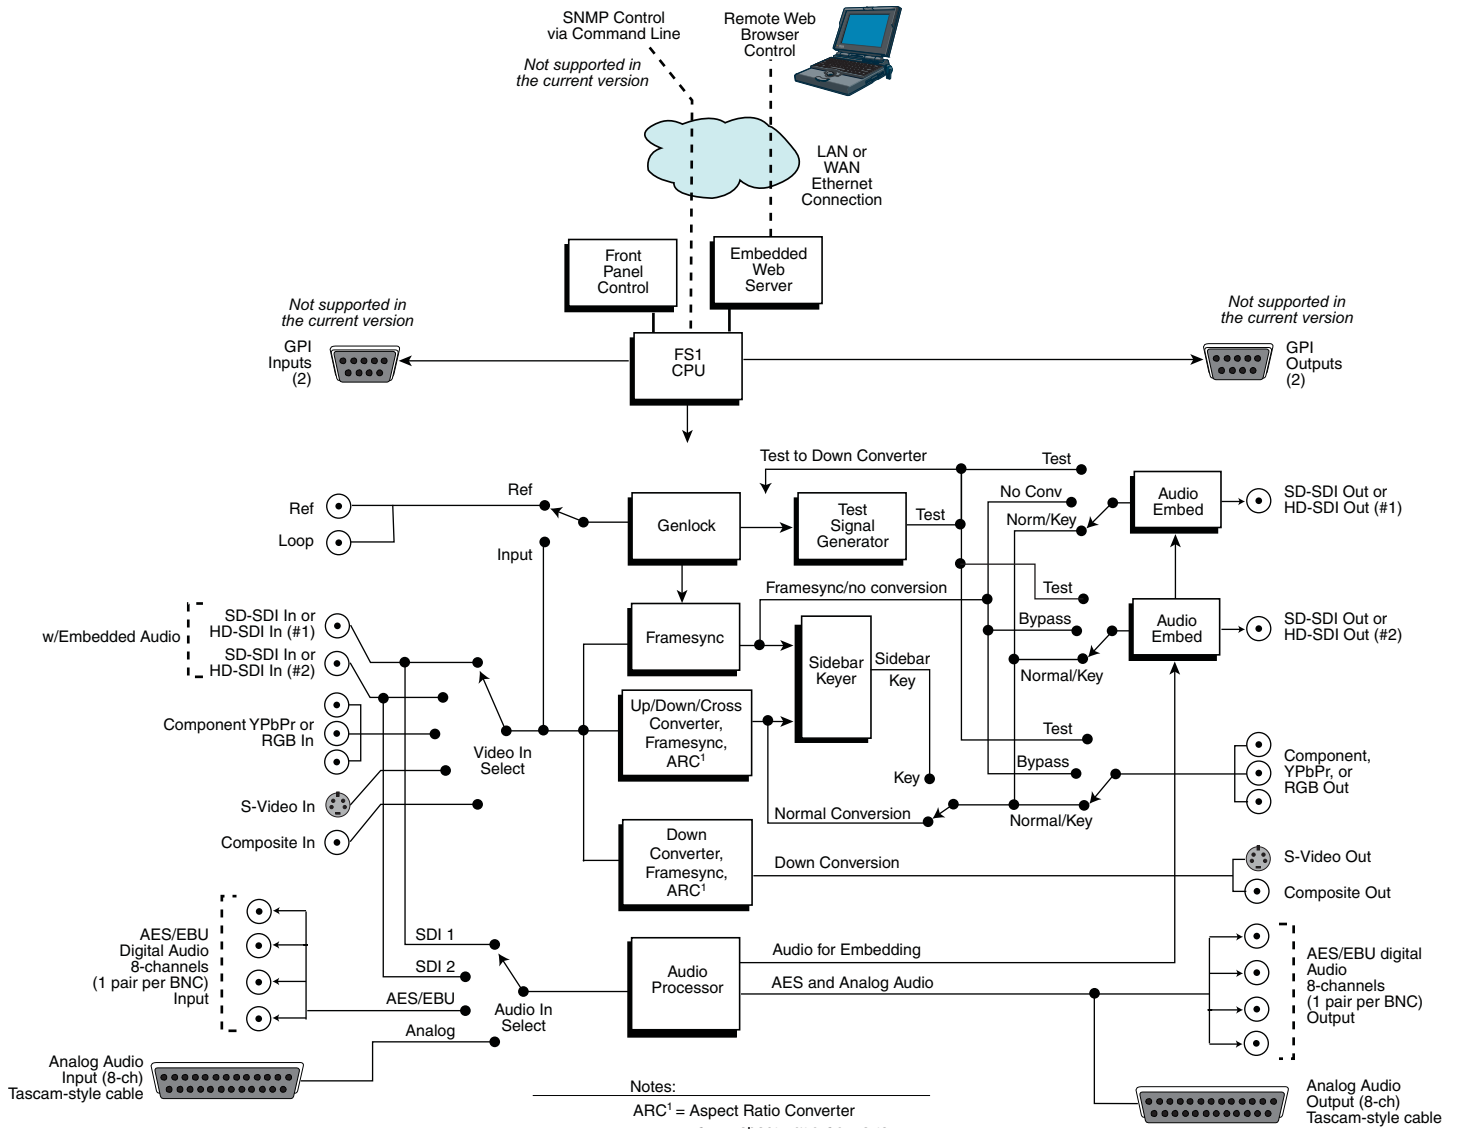 SNMP Control
via Command Line
Not supported in
the current version
Remote Web
Browser
Control
LAN or
WAN
Ethernet
Connection
Front
Panel
Control
Embedded
Web
Server
Not supported in
the current version
GPI
Inputs
(2)
FS1
CPU
Not supported in
the current version
GPI
Outputs
(2)
Ref
Loop
Ref
Input
Genlock
Test to Down Converter
Test
Signal
Generator
Test
Test
No Conv
Norm/Key
Audio
Embed
SD-SDI Out or
HD-SDI Out (#1)
w/Embedded Audio
SD-SDI In or
HD-SDI In (#1)
SD-SDI In or
HD-SDI In (#2)
Component YPbPr or
RGB In
S-Video In
Composite In
Video In
Select
Framesync
Framesync/no conversion
Sidebar
Keyer
Sidebar
Key
Key
Test
Bypass
Normal/Key
Audio
Embed
SD-SDI Out or
HD-SDI Out (#2)
Up/Down/Cross
Converter,
Framesync,
ARC1
Normal Conversion
Test
Bypass
Normal/Key
Component,
YPbPr, or
RGB Out
Down
Converter,
Framesync,
ARC1
Down Conversion
S-Video Out
Composite Out
AES/EBU
Digital Audio
8-channels
(1 pair per BNC)
Input
SDI 1
SDI 2
AES/EBU
Analog
Audio In
Select
Audio
Processor
Audio for Embedding
AES and Analog Audio
AES/EBU digital
Audio
8-channels
(1 pair per BNC)
Output
Analog Audio
Input (8-ch)
Tascam-style cable
Analog Audio
Output (8-ch)
Tascam-style cable
Notes:
ARC1 = Aspect Ratio Converter